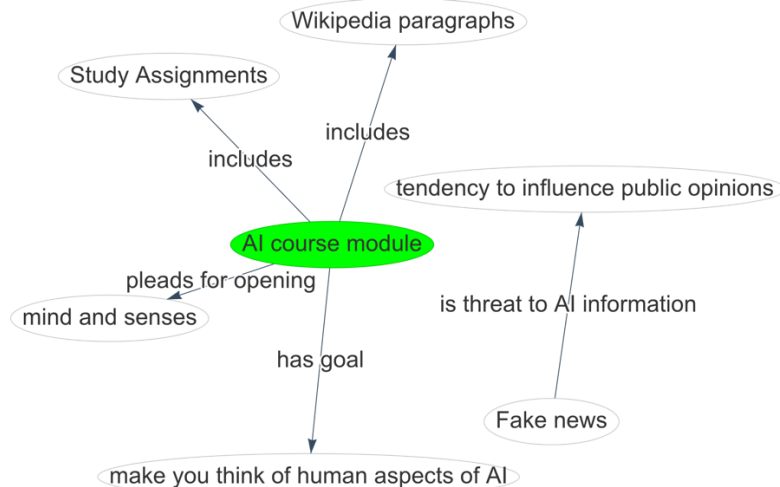 Wikipedia paragraphs
Study Assignments
includes
includes
tendency to influence public opinions
AI course module
pleads for opening
mind and senses
is threat to AI information
has goal
Fake news
make you think of human aspects of AI